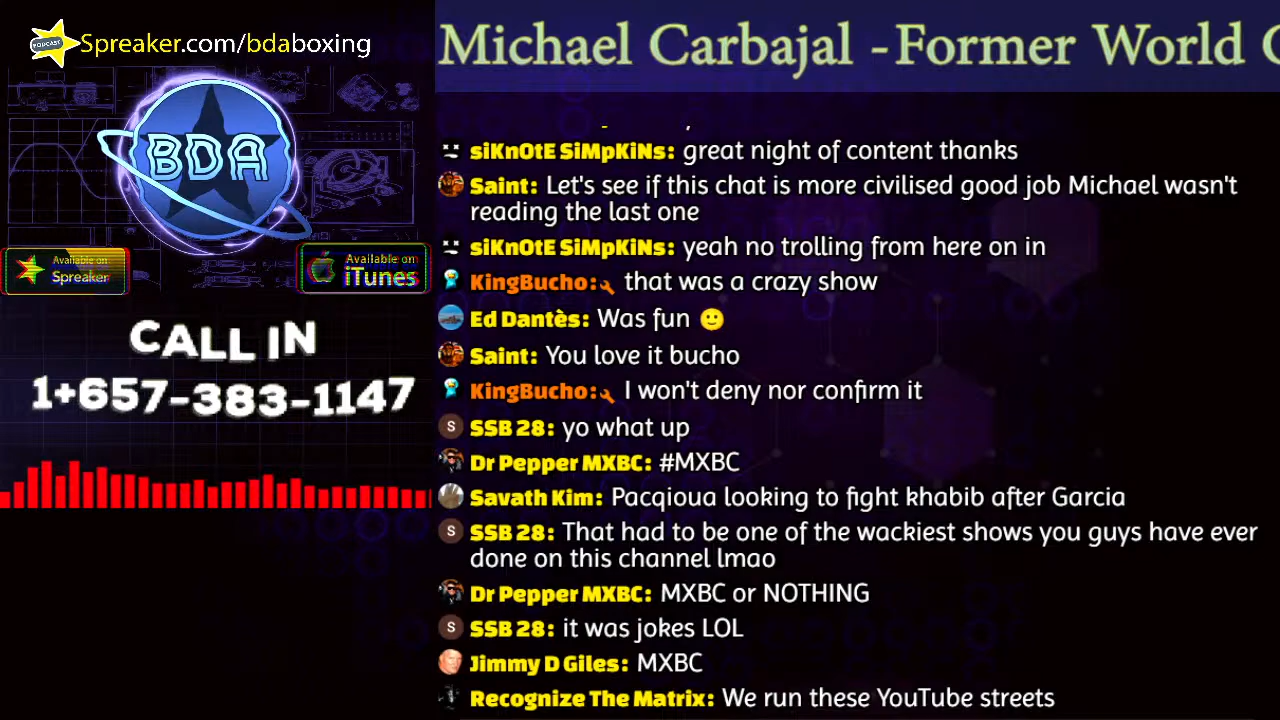 PODCAST
Spreaker.com/bdaboxing
BDA
Available on
Spreaker
Available on
iTunes
CALL IN
1+657-383-1147
Michael Carbajal -Former World
siKnOtE SiMpKiNs: great night of content thanks
Saint: Let's see if this chat is more civilised good job Michael wasn't
reading the last one
siKnOtE SiMpKiNs: yeah no trolling from here on in
KingBucho: that was a crazy show
Ed Dantès: Was fun 🙂
Saint: You love it bucho
KingBucho: I won't deny nor confirm it
S SSB 28: yo what up
Dr Pepper MXBC: #MXBC
Savath Kim: Pacqioua looking to fight khabib after Garcia
S SSB 28: That had to be one of the wackiest shows you guys have ever
done on this channel lmao
Dr Pepper MXBC: MXBC or NOTHING
S SSB 28: it was jokes LOL
Jimmy D Giles: MXBC
Recognize The Matrix: We run these YouTube streets